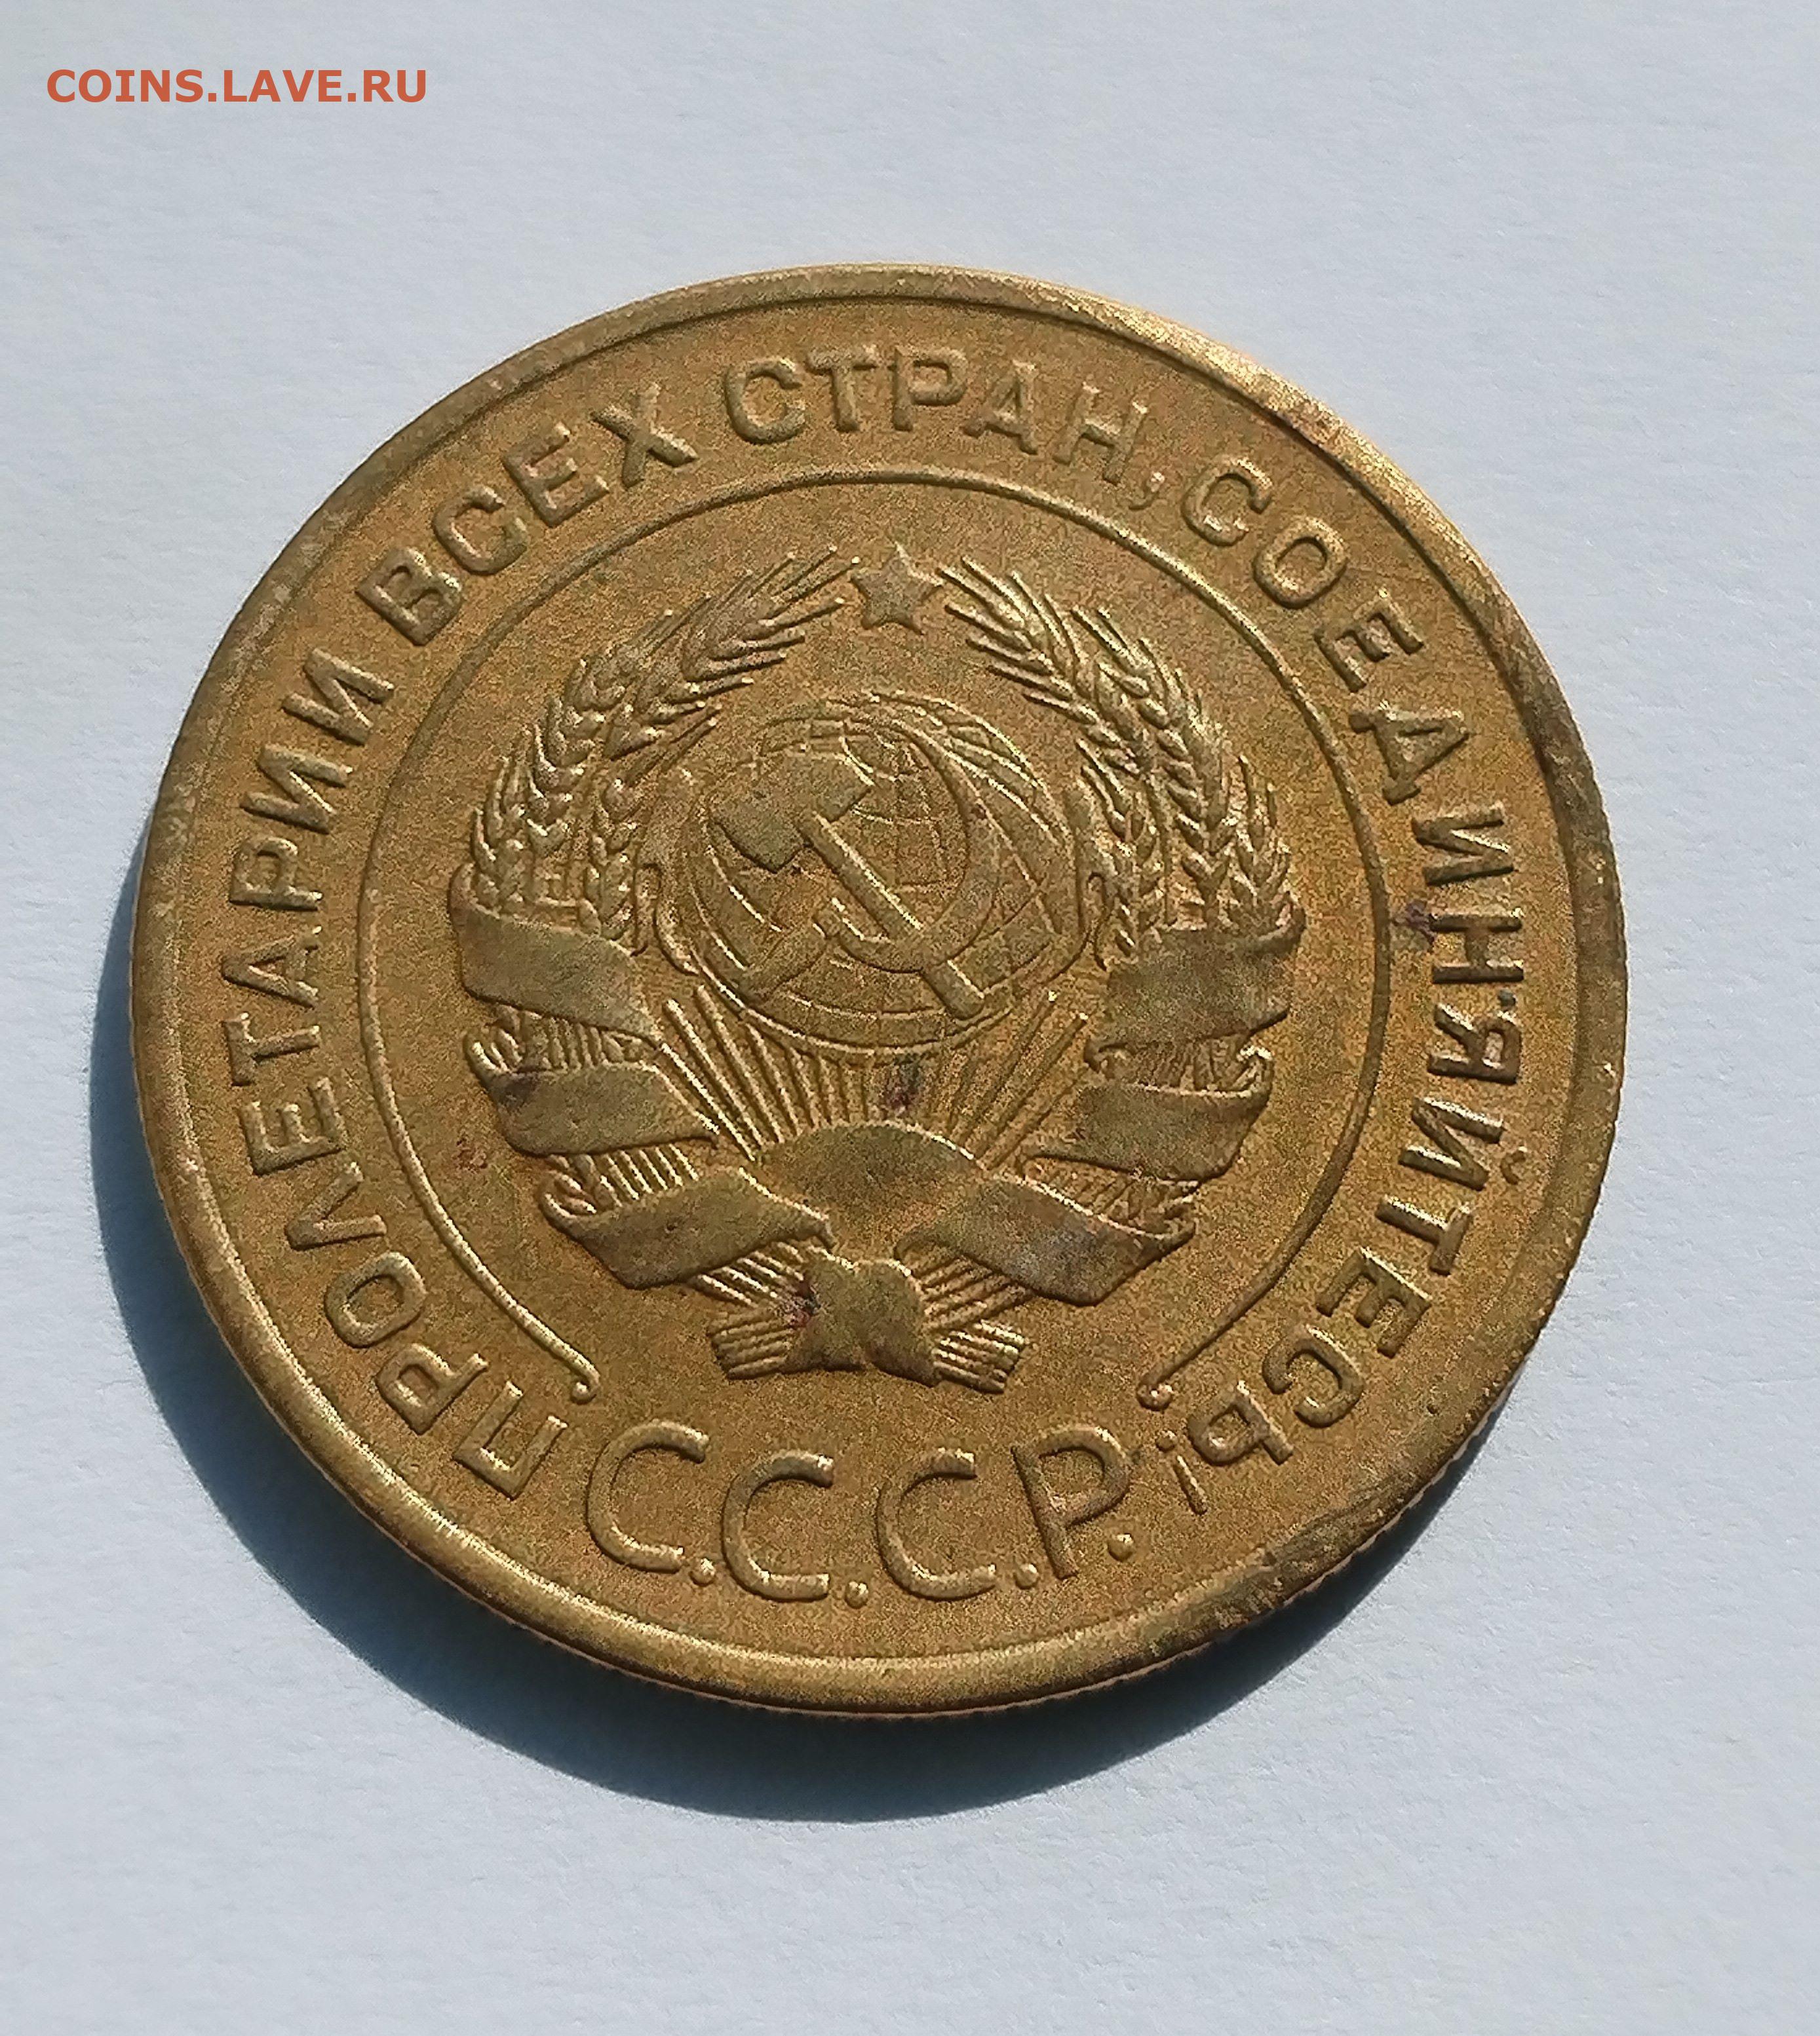 COINS.LAVE.RU
ПРОЛЕТАРИИ ВСЕХ СТРАН, СОЕДИНЯЙТЕСЬ!
С.С.С.Р.